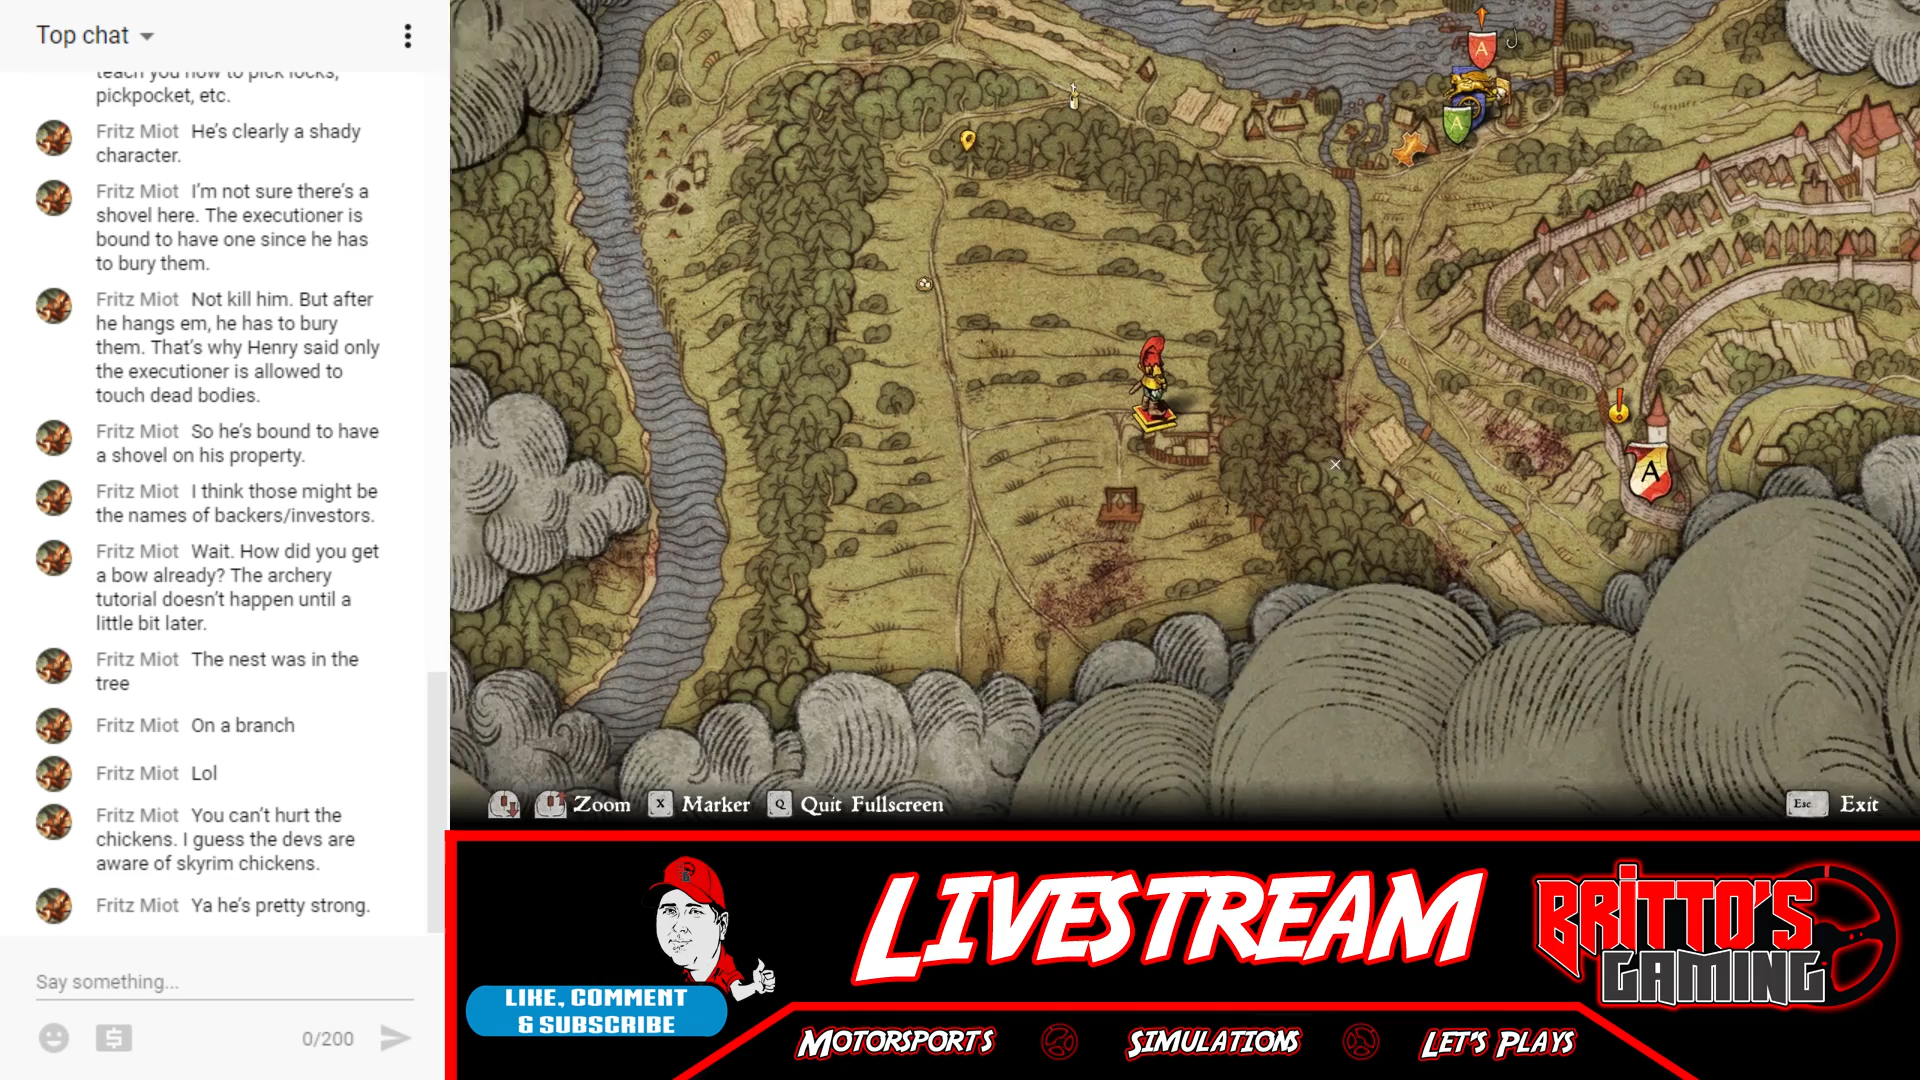 Top chat
teach you how to pick locks,
pickpocket, etc.
Fritz Miot He's clearly a shady
character.
Fritz Miot I'm not sure there's a
shovel here. The executioner is
bound to have one since he has
to bury them.
Fritz Miot Not kill him. But after
he hangs em, he has to bury
them. That's why Henry said only
the executioner is allowed to
touch dead bodies.
Fritz Miot So he's bound to have
a shovel on his property.
Fritz Miot I think those might be
the names of backers/investors.
Fritz Miot Wait. How did you get
a bow already? The archery
tutorial doesn't happen until a
little bit later.
Fritz Miot The nest was in the
tree
Fritz Miot On a branch
Fritz Miot Lol
Fritz Miot You can't hurt the
chickens. I guess the devs are
aware of skyrim chickens.
Fritz Miot Ya he's pretty strong.
Say something...
0/200
A
A
A
Zoom X Marker Q Quit Fullscreen
Esc Exit
LIVESTREAM
BRITTO'S
GAMING
LIKE, COMMENT
& SUBSCRIBE
MOTORSPORTS SIMULATIONS LET'S PLAYS